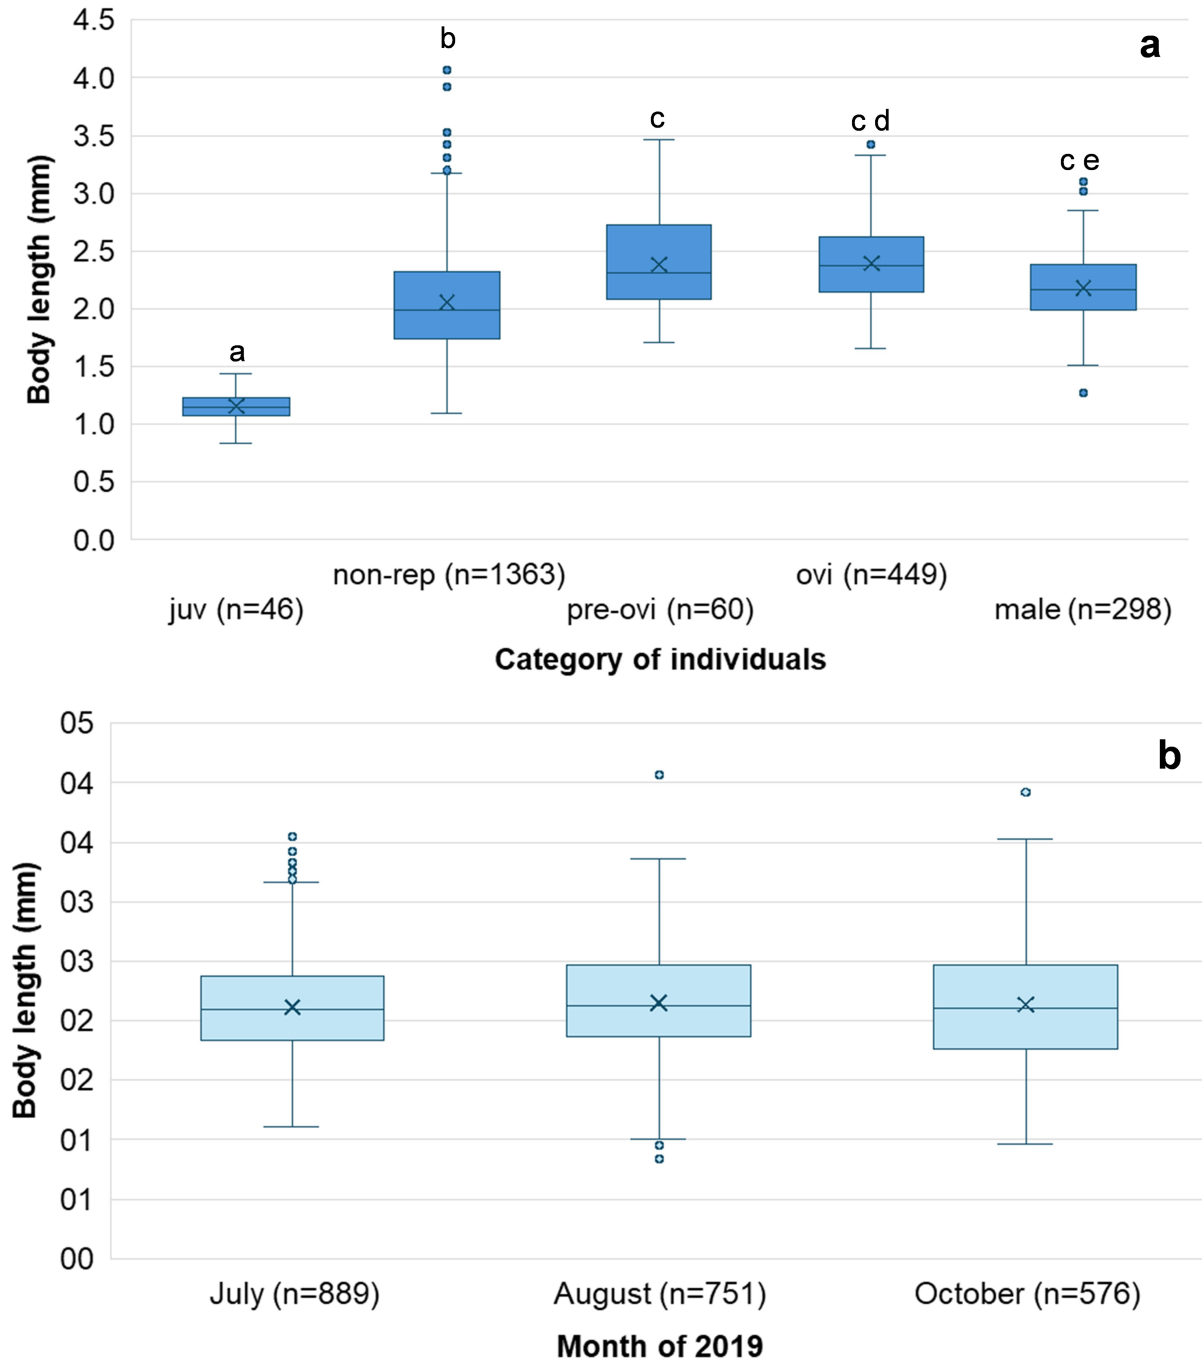 a
4.5
4.0
3.5
3.0
2.5
2.0
1.5
1.0
0.5
0.0
Body length (mm)
a
b
c
c d
c e
non-rep (n=1363)
ovi (n=449)
juv (n=46)
pre-ovi (n=60)
male (n=298)
Category of individuals
b
05
04
04
03
03
02
02
01
01
00
Body length (mm)
July (n=889)
August (n=751)
October (n=576)
Month of 2019